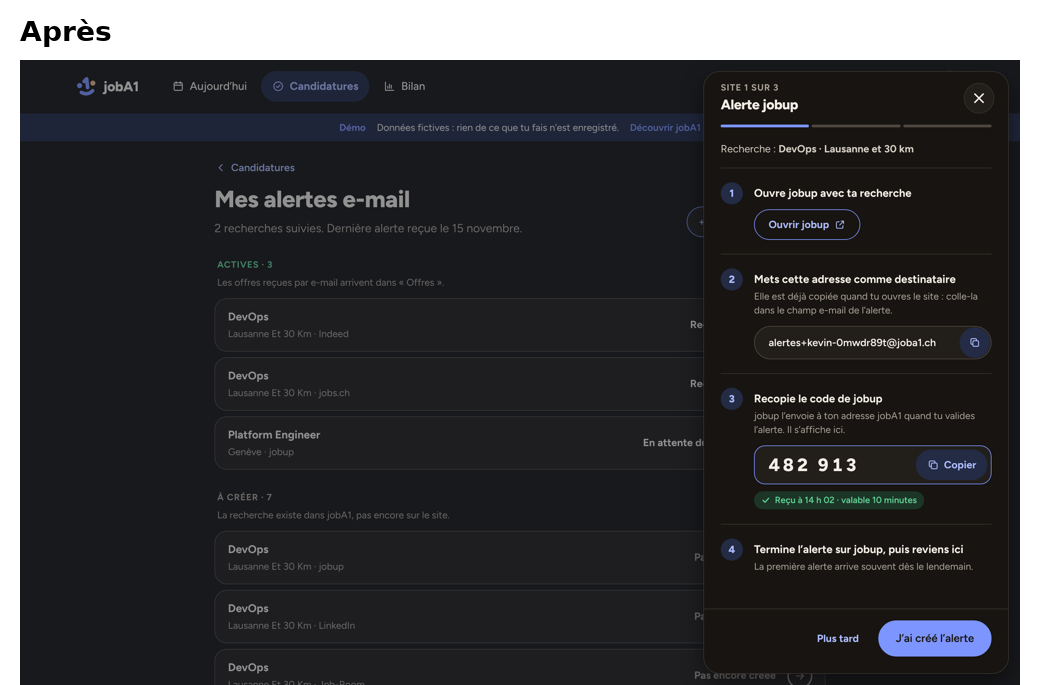 Après
jobA1
Aujourd'hui
Candidatures
Bilan
Démo Données fictives : rien de ce que tu fais n'est enregistré. Découvrir jobA1
Candidatures
Mes alertes e-mail
2 recherches suivies. Dernière alerte reçue le 15 novembre.
ACTIVES · 3
Les offres reçues par e-mail arrivent dans « Offres ».
DevOps
Lausanne Et 30 Km · Indeed
DevOps
Lausanne Et 30 Km · jobs.ch
Platform Engineer
Genève · jobup
En attente
À CRÉER · 7
La recherche existe dans jobA1, pas encore sur le site.
DevOps
Lausanne Et 30 Km · jobup
DevOps
Lausanne Et 30 Km · LinkedIn
DevOps
Lausanne Et 30 Km · Job-Room
Pas encore créée
SITE 1 SUR 3
Alerte jobup
Recherche : DevOps · Lausanne et 30 km
1
Ouvre jobup avec ta recherche
Ouvrir jobup
2
Mets cette adresse comme destinataire
Elle est déjà copiée quand tu ouvres le site : colle-la
dans le champ e-mail de l'alerte.
alertes+kevin-0mwdr89t@joba1.ch
3
Recopie le code de jobup
jobup l'envoie à ton adresse jobA1 quand tu valides
l'alerte. Il s'affiche ici.
482 913
Copier
Reçu à 14 h 02 · valable 10 minutes
4
Termine l'alerte sur jobup, puis reviens ici
La première alerte arrive souvent dès le lendemain.
Plus tard
J'ai créé l'alerte